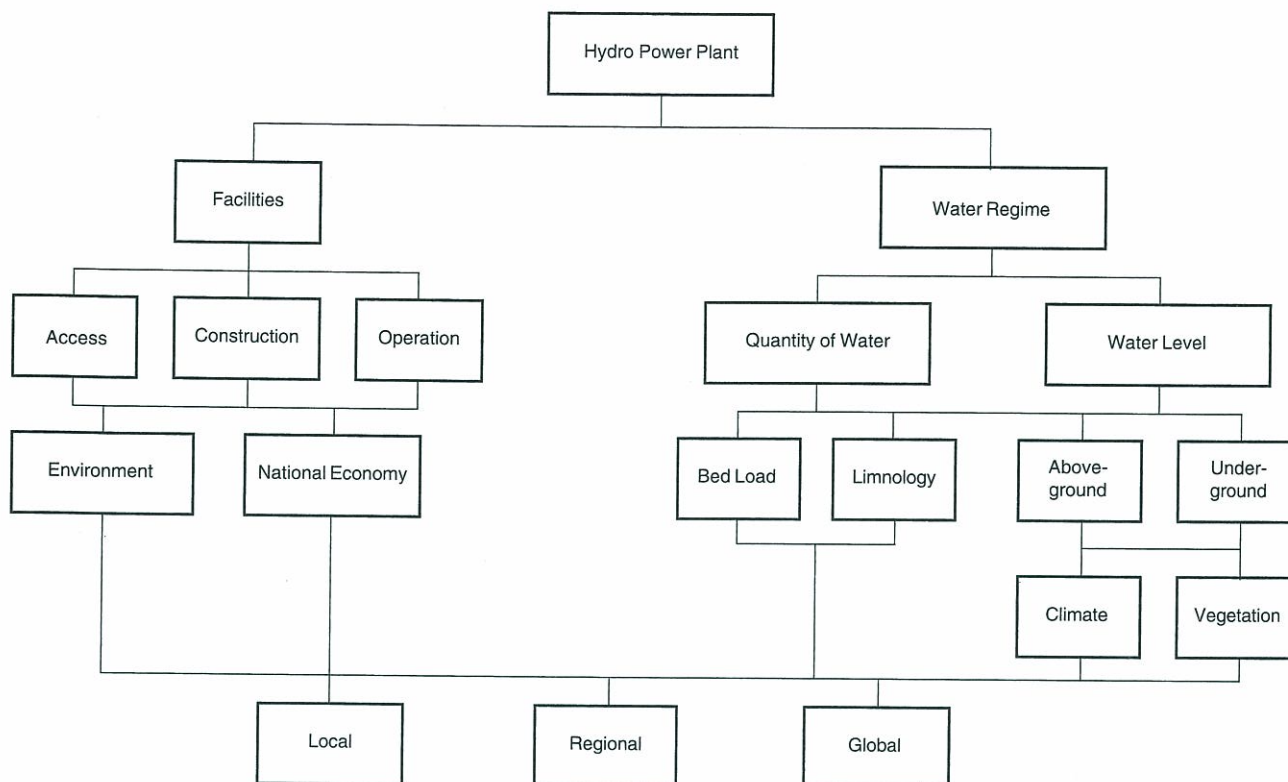 Hydro Power Plant
Facilities
Water Regime
Access
Construction
Operation
Quantity of Water
Water Level
Environment
National Economy
Bed Load
Limnology
Above-
ground
Under-
ground
Climate
Vegetation
Local
Regional
Global